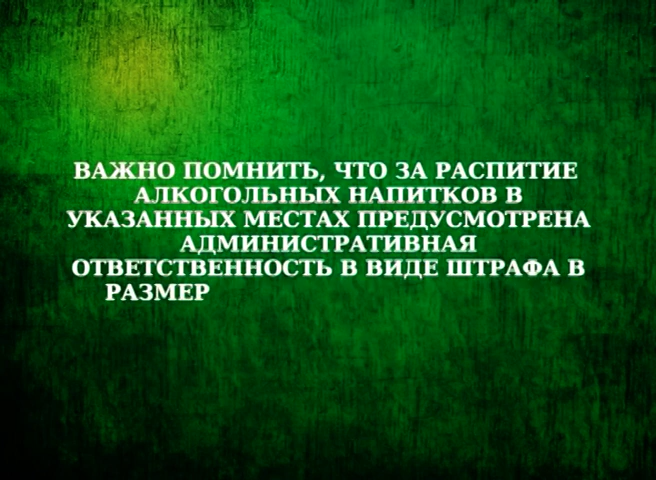 ВАЖНО ПОМНИТЬ, ЧТО ЗА РАСПИТИЕ
АЛКОГОЛЬНЫХ НАПИТКОВ В
УКАЗАННЫХ МЕСТАХ ПРЕДУСМОТРЕНА
АДМИНИСТРАТИВНАЯ
ОТВЕТСТВЕННОСТЬ В ВИДЕ ШТРАФА В
РАЗМЕР